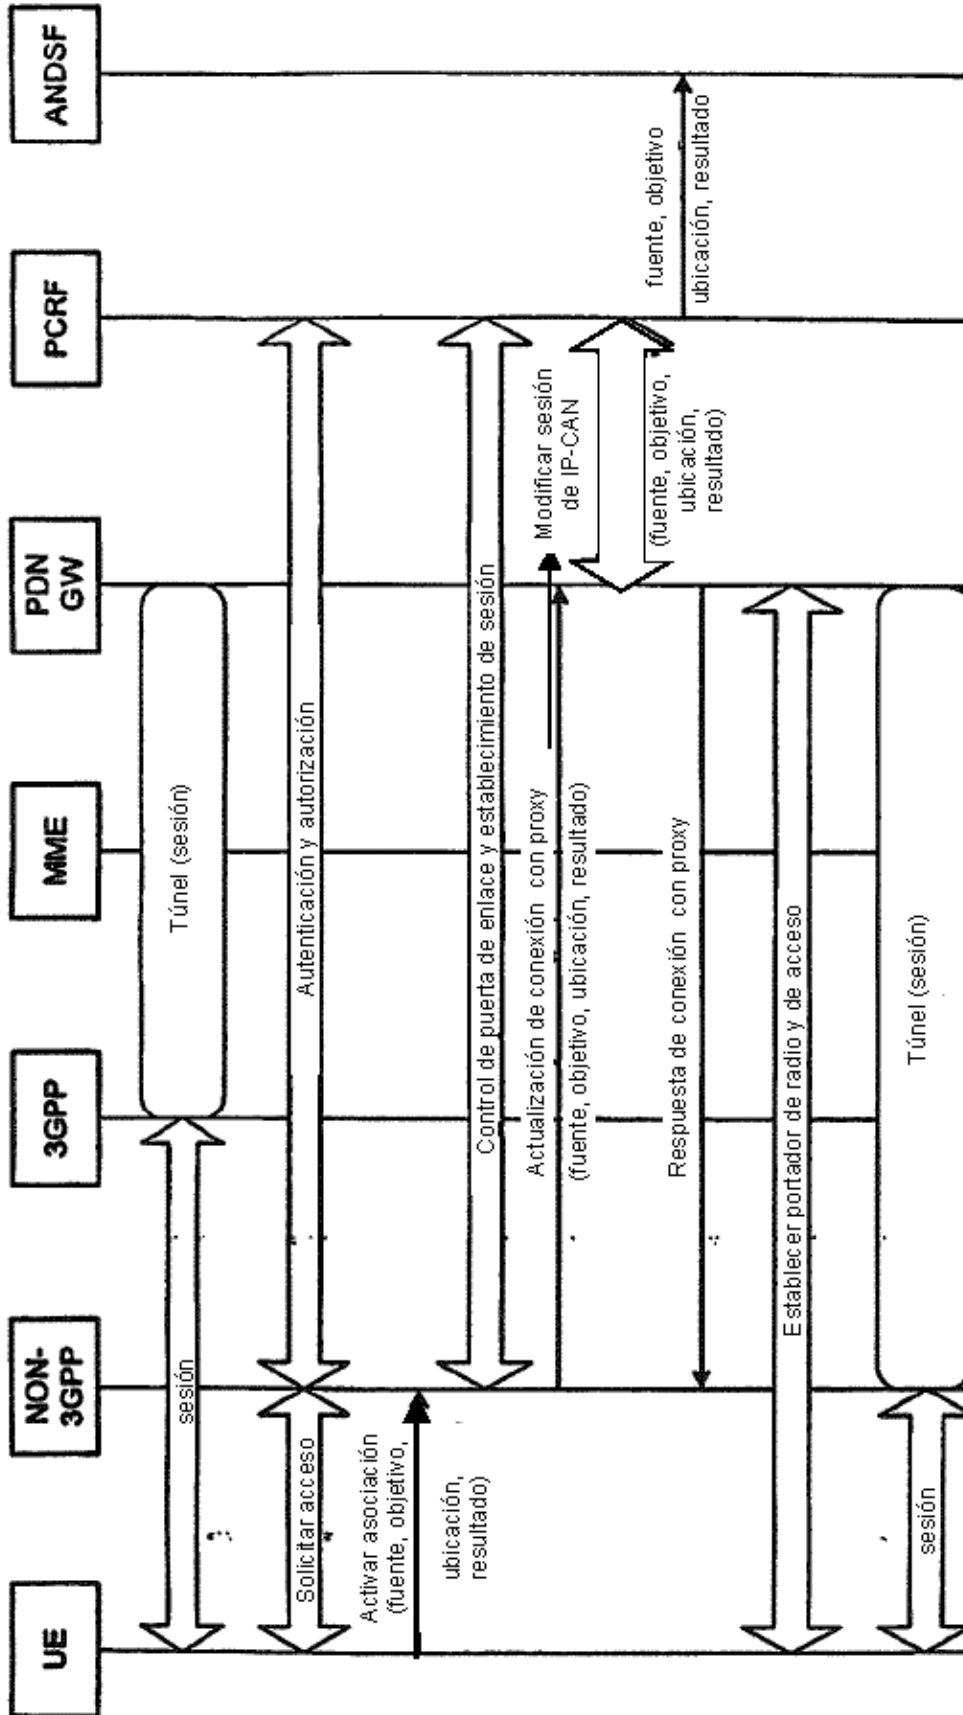 UE
NON-
3GPP
3GPP
MME
PDN
GW
PCRF
ANDSF
sesión
Túnel (sesión)
Solicitar acceso
Autenticación y autorización
Activar asociación
(fuente, objetivo,
ubicación,
resultado)
Control de puerta de enlace y establecimiento de sesión
Actualización de conexión con proxy
(fuente, objetivo, ubicación, resultado)
Modificar sesión
de IP-CAN
(fuente, objetivo,
ubicación,
resultado)
fuente, objetivo
ubicación, resultado
Respuesta de conexión con proxy
Establecer portador de radio y de acceso
sesión
Túnel (sesión)